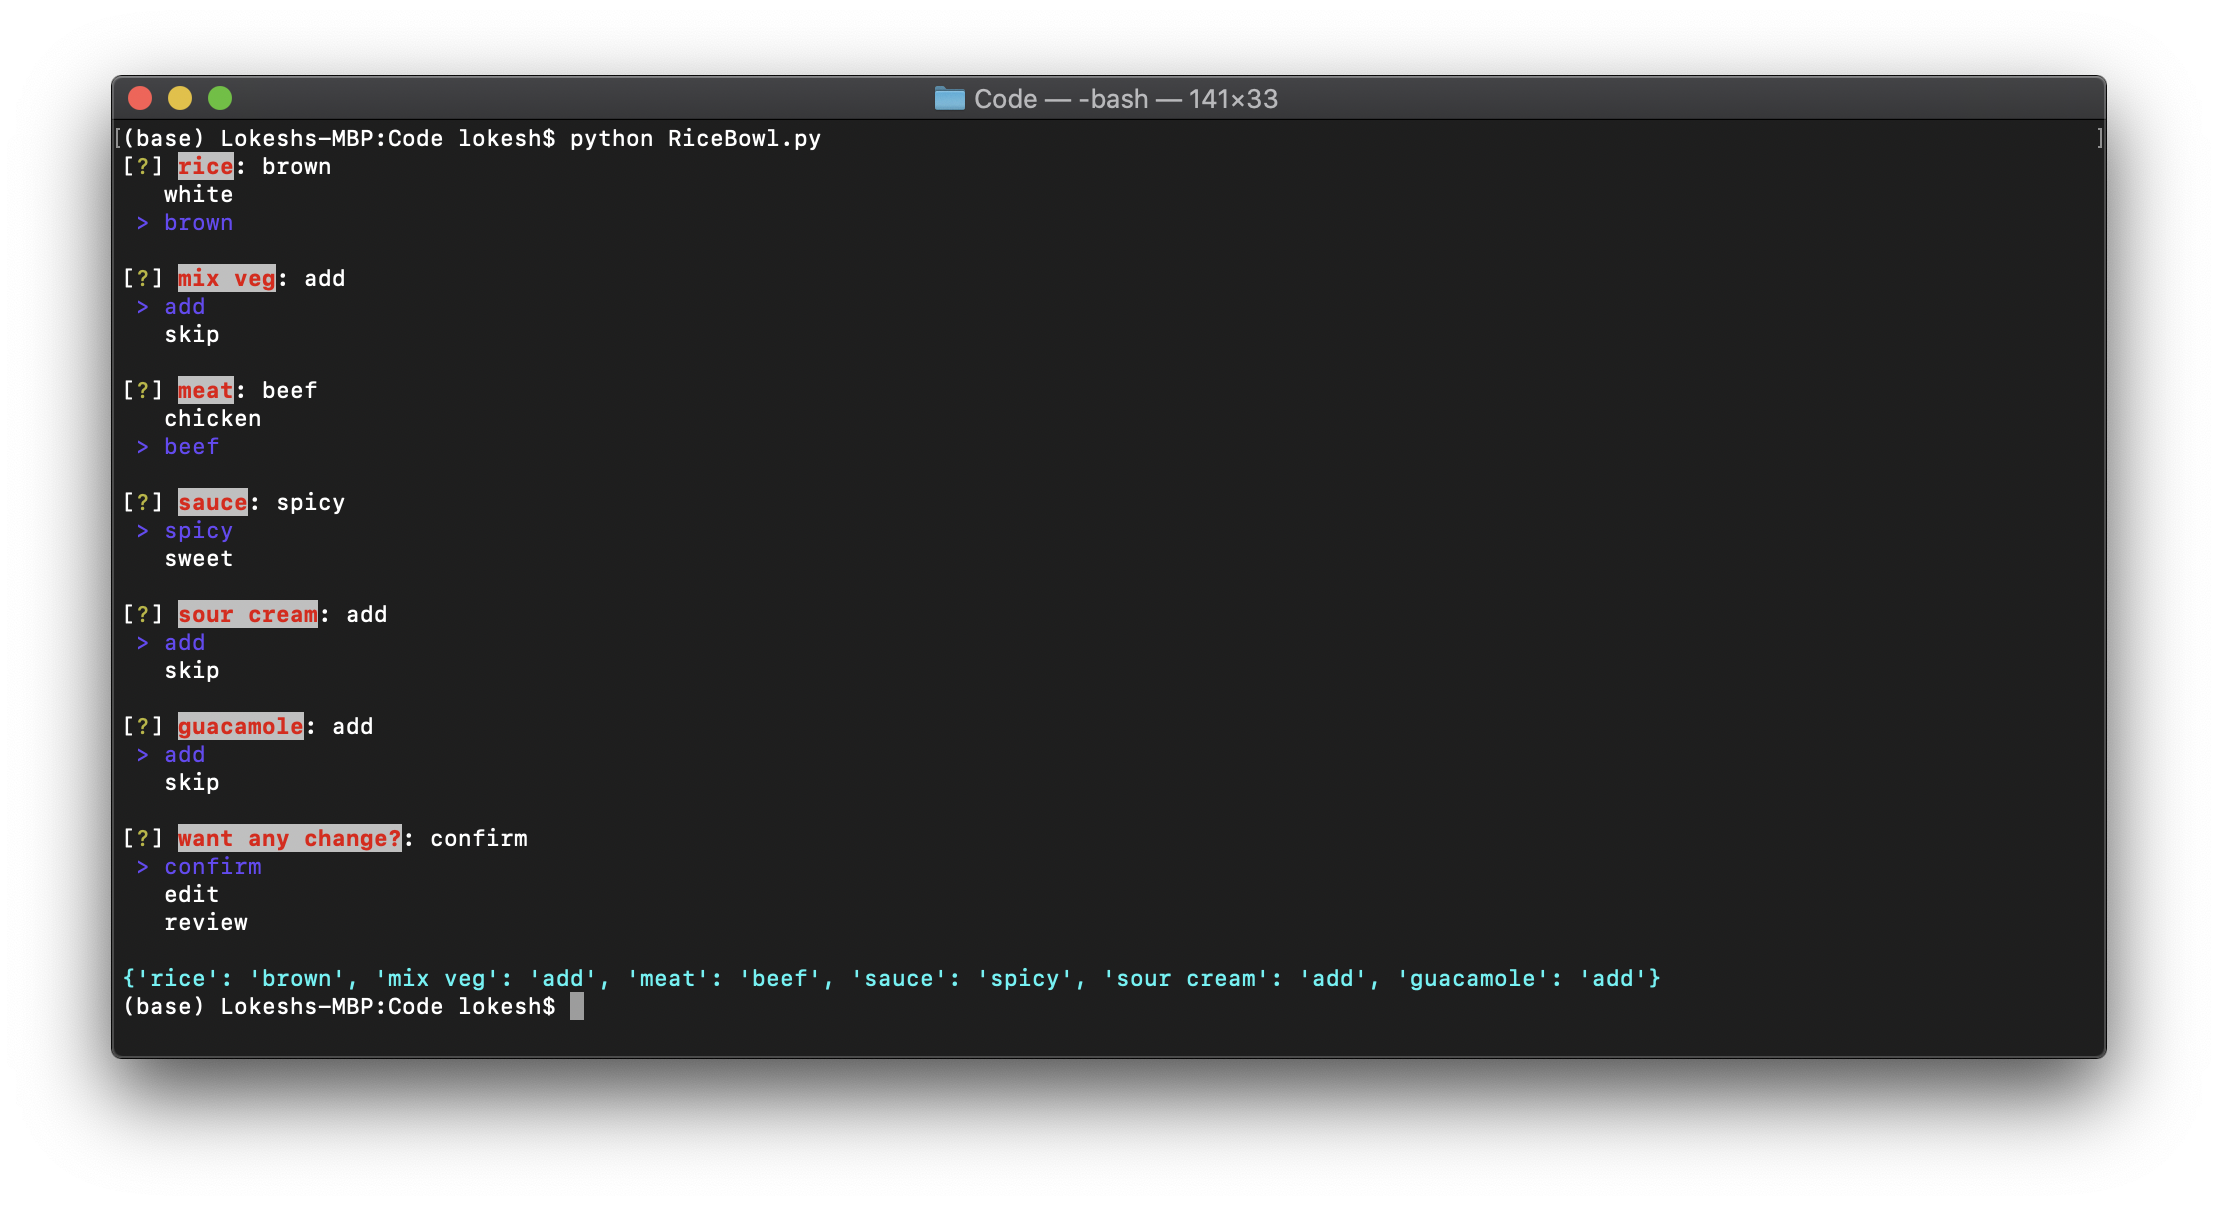 Code — -bash — 141×33
[(base) Lokeshs-MBP:Code lokesh$ python RiceBowl.py ]
[?] rice: brown
   white
 > brown

[?] mix veg: add
 > add
   skip

[?] meat: beef
   chicken
 > beef

[?] sauce: spicy
 > spicy
   sweet

[?] sour cream: add
 > add
   skip

[?] guacamole: add
 > add
   skip

[?] want any change?: confirm
 > confirm
   edit
   review

{'rice': 'brown', 'mix veg': 'add', 'meat': 'beef', 'sauce': 'spicy', 'sour cream': 'add', 'guacamole': 'add'}
(base) Lokeshs-MBP:Code lokesh$